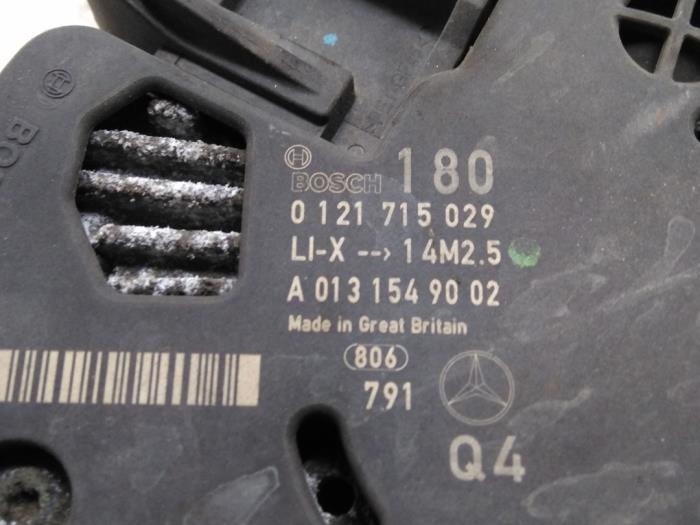 BOSCH 180
0 121 715 029
LI-X --> 14M2.5
A 013 154 90 02
Made in Great Britain
806
791
Q4